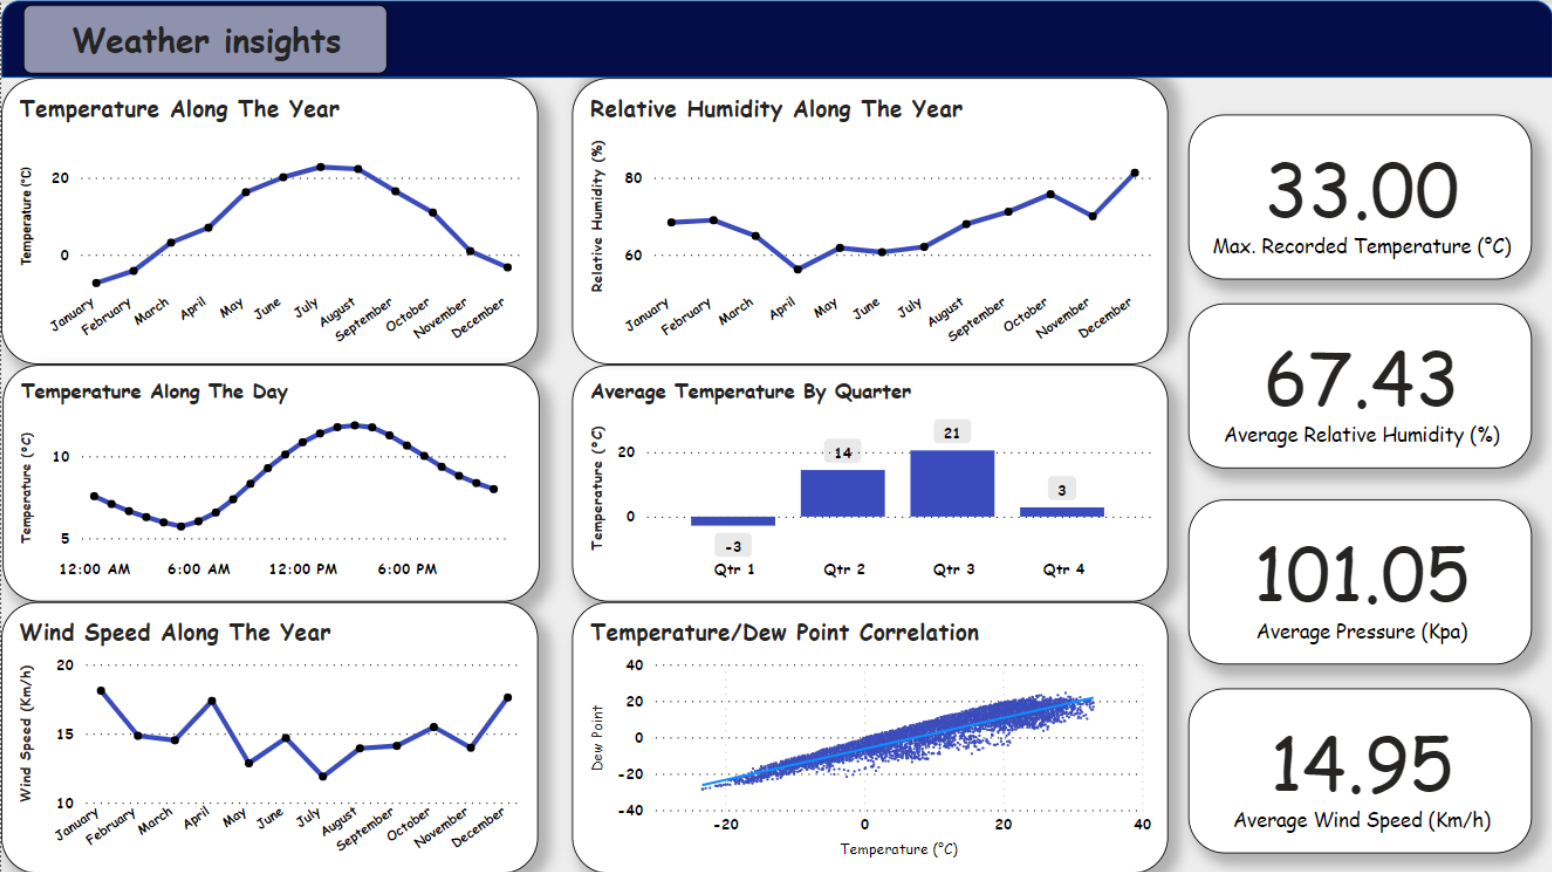 Weather insights
Temperature Along The Year
Temperature (°C)
20
0
January
February
March
April
May
June
July
August
September
October
November
December
Relative Humidity Along The Year
Relative Humidity (%)
80
60
January
February
March
April
May
June
July
August
September
October
November
December
33.00
Max. Recorded Temperature (°C)
67.43
Average Relative Humidity (%)
101.05
Average Pressure (Kpa)
14.95
Average Wind Speed (Km/h)
Temperature Along The Day
Temperature (°C)
10
5
12:00 AM
6:00 AM
12:00 PM
6:00 PM
Average Temperature By Quarter
Temperature (°C)
20
0
-3
14
21
3
Qtr 1
Qtr 2
Qtr 3
Qtr 4
Wind Speed Along The Year
Wind Speed (Km/h)
20
15
10
January
February
March
April
May
June
July
August
September
October
November
December
Temperature/Dew Point Correlation
Dew Point
40
20
0
-20
-40
-20
0
20
40
Temperature (°C)